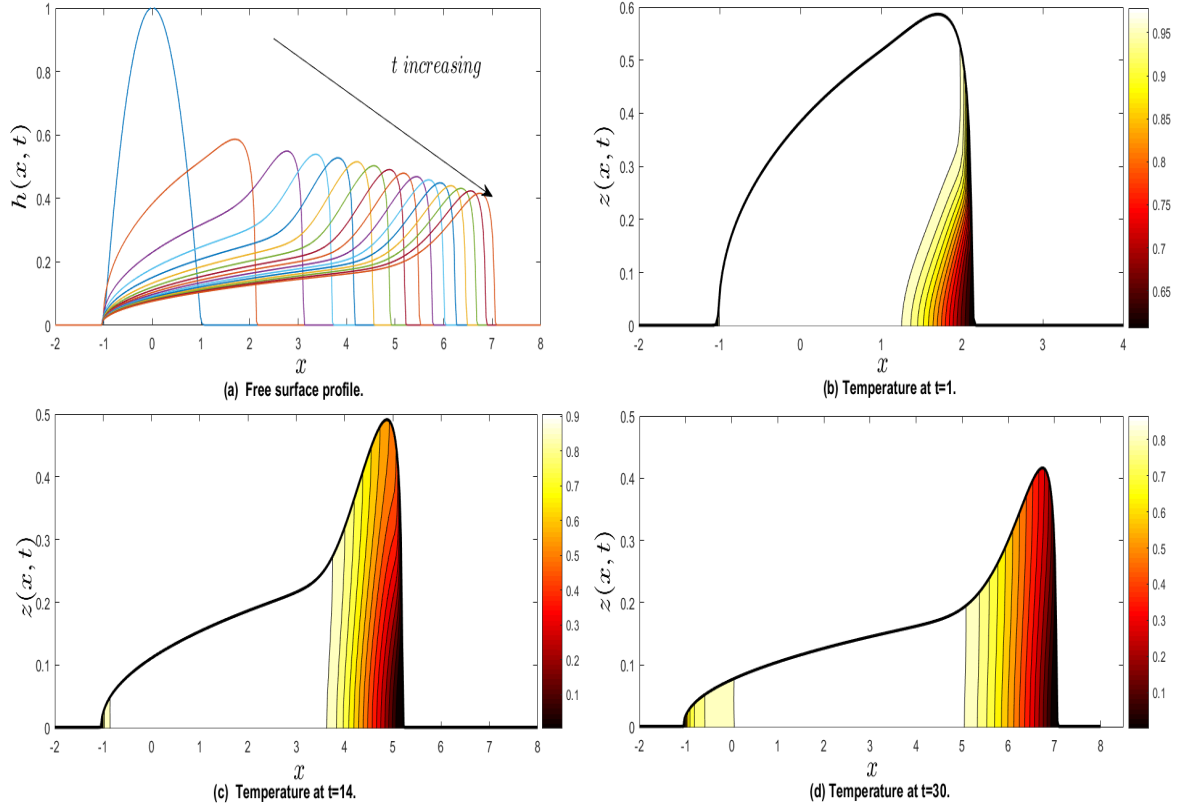 1
0.8
0.6
0.4
0.2
0
h(x, t)
t increasing
-2 -1 0 1 2 3 4 5 6 7 8
x
(a) Free surface profile.
0.6
0.5
0.4
0.3
0.2
0.1
0
z(x, t)
-2 -1 0 1 2 3 4
x
0.95
0.9
0.85
0.8
0.75
0.7
0.65
(b) Temperature at t=1.
0.5
0.4
0.3
0.2
0.1
0
z(x, t)
-2 -1 0 1 2 3 4 5 6 7 8
x
0.9
0.8
0.7
0.6
0.5
0.4
0.3
0.2
0.1
(c) Temperature at t=14.
0.5
0.4
0.3
0.2
0.1
0
z(x, t)
-2 -1 0 1 2 3 4 5 6 7 8
x
0.8
0.7
0.6
0.5
0.4
0.3
0.2
0.1
(d) Temperature at t=30.